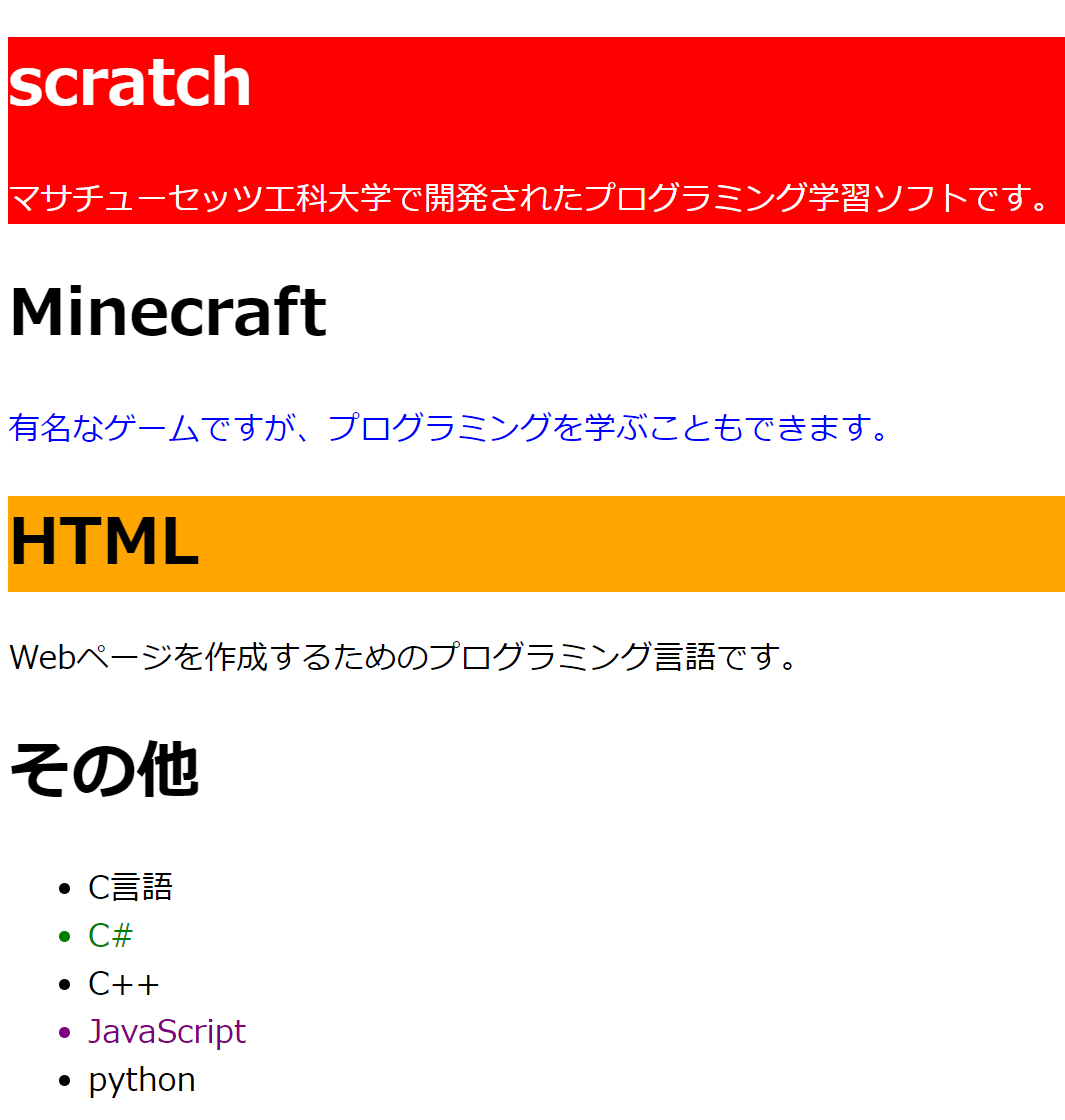 scratch
マサチューセッツ工科大学で開発されたプログラミング学習ソフトです。
Minecraft
有名なゲームですが、プログラミングを学ぶこともできます。
HTML
Webページを作成するためのプログラミング言語です。
その他
• C言語
• C#
• C++
• JavaScript
• python